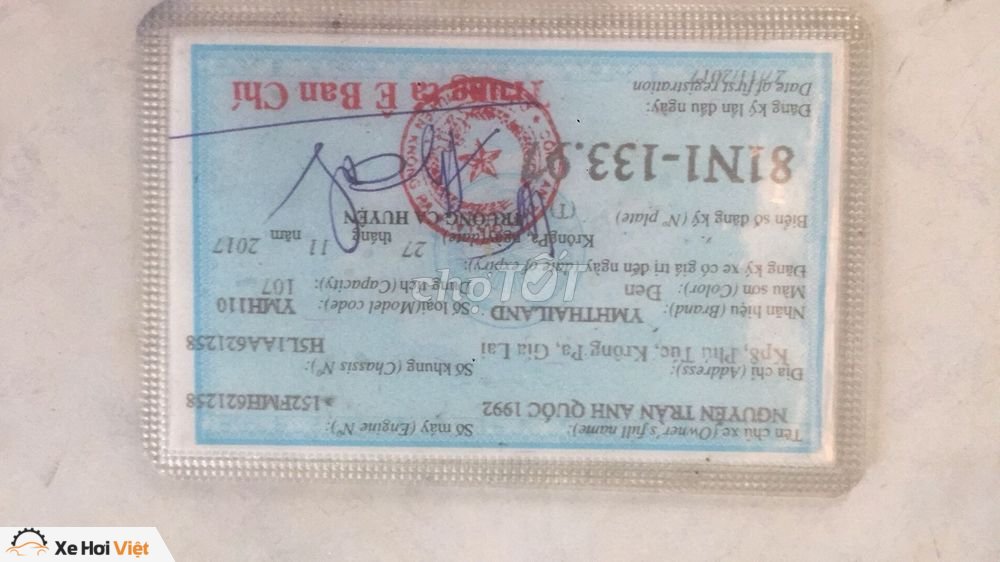 Tên chủ xe (Owner's full name):
Số máy (Engine N°):
NGUYỄN TRẦN ANH QUỐC 1992
152FMH621258
Địa chỉ (Address):
Số khung (Chassis N°):
Kp8, Phú Túc, Krông Pa, Gia Lai
H5L1AA621258
Nhãn hiệu (Brand): YMHTHAILAND
Số loại(Model code): YMH110
Màu sơn (Color): Đen
Dung tích (Capacity): 107
Đăng ký xe có giá trị đến ngày (date of expiry):
KrôngPa, ngày(date) 27 tháng 11 năm 2017
Biển số đăng ký (N° plate)
TRƯỞNG CA HUYỆN
81N1-133.97
(T)
Đăng ký lần đầu ngày:
Date of first registration
27/11/2017
Trung tá Ê Ban Chí
chợTỐT
Xe Hơi Việt